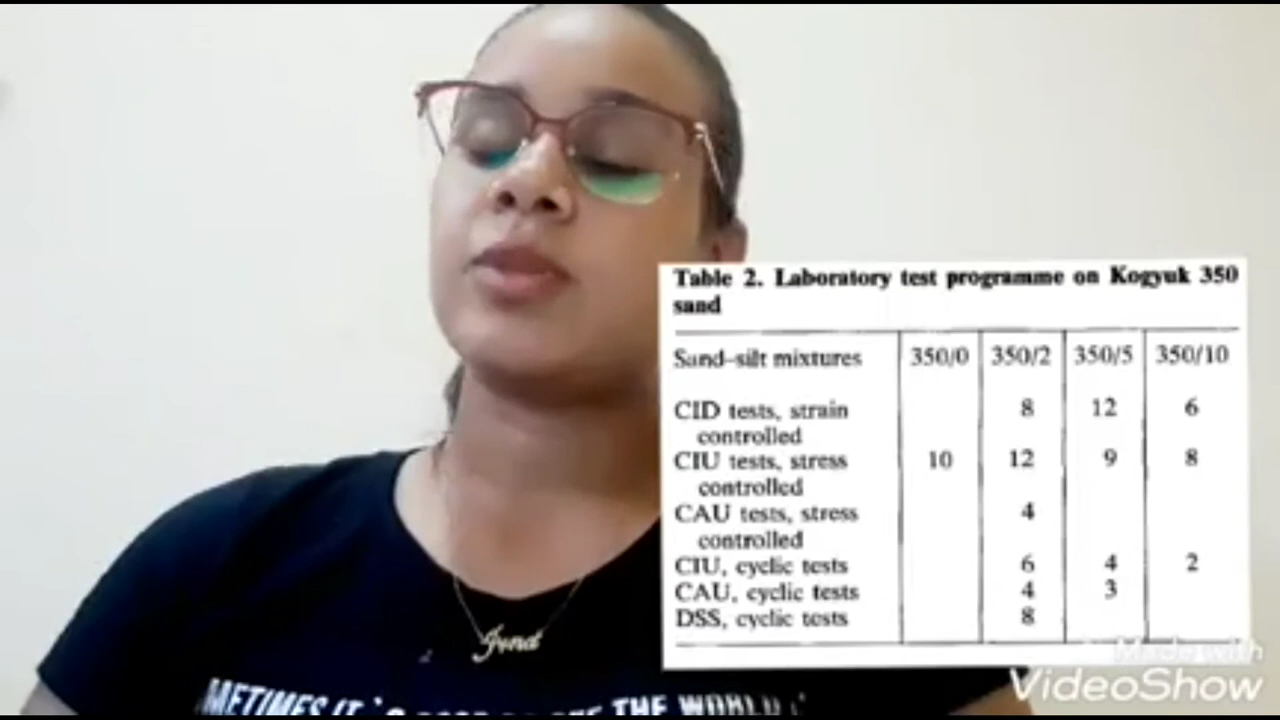 Table 2. Laboratory test programme on Kogyuk 350
sand
Sand–silt mixtures 350/0 350/2 350/5 350/10
CID tests, strain 8 12 6
controlled
CIU tests, stress 10 12 9 8
controlled
CAU tests, stress 4
controlled
CIU, cyclic tests 6 4 2
CAU, cyclic tests 4 3
DSS, cyclic tests 8
Made with
VideoShow
THE WORLD